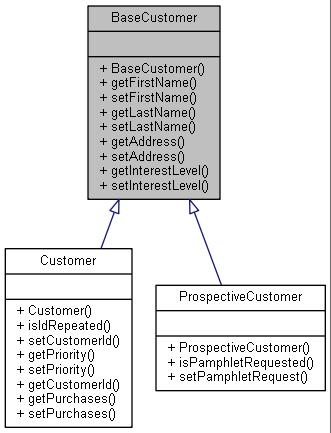 BaseCustomer
+ BaseCustomer()
+ getFirstName()
+ setFirstName()
+ getLastName()
+ setLastName()
+ getAddress()
+ setAddress()
+ getInterestLevel()
+ setInterestLevel()
Customer
+ Customer()
+ isIdRepeated()
+ setCustomerId()
+ getPriority()
+ setPriority()
+ getCustomerId()
+ getPurchases()
+ setPurchases()
ProspectiveCustomer
+ ProspectiveCustomer()
+ isPamphletRequested()
+ setPamphletRequest()